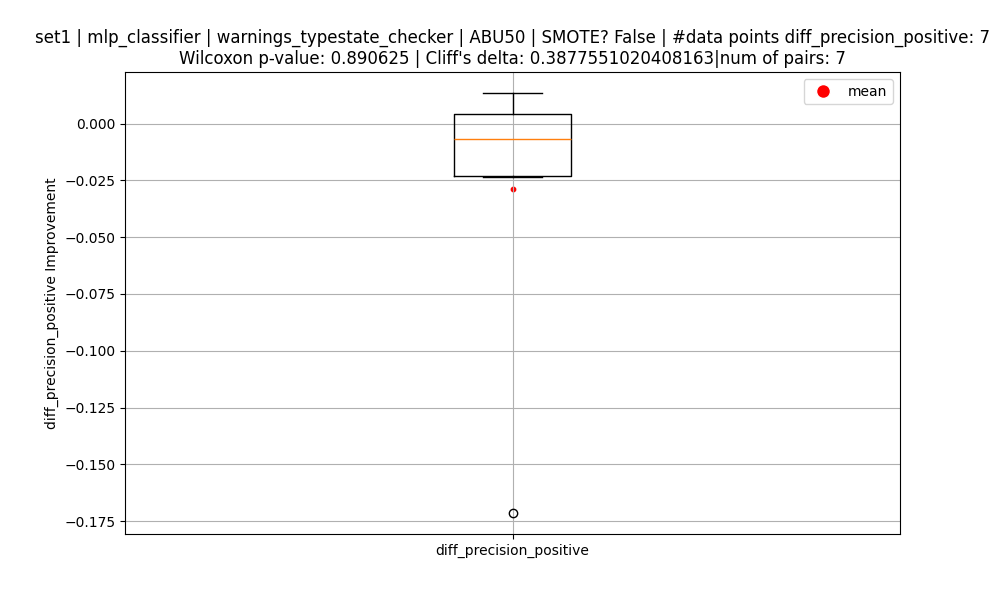 set1 | mlp_classifier | warnings_typestate_checker | ABU50 | SMOTE? False | #data points diff_precision_positive: 7
Wilcoxon p-value: 0.890625 | Cliff's delta: 0.3877551020408163|num of pairs: 7
mean
0.000
−0.025
−0.050
−0.075
−0.100
−0.125
−0.150
−0.175
diff_precision_positive Improvement
diff_precision_positive